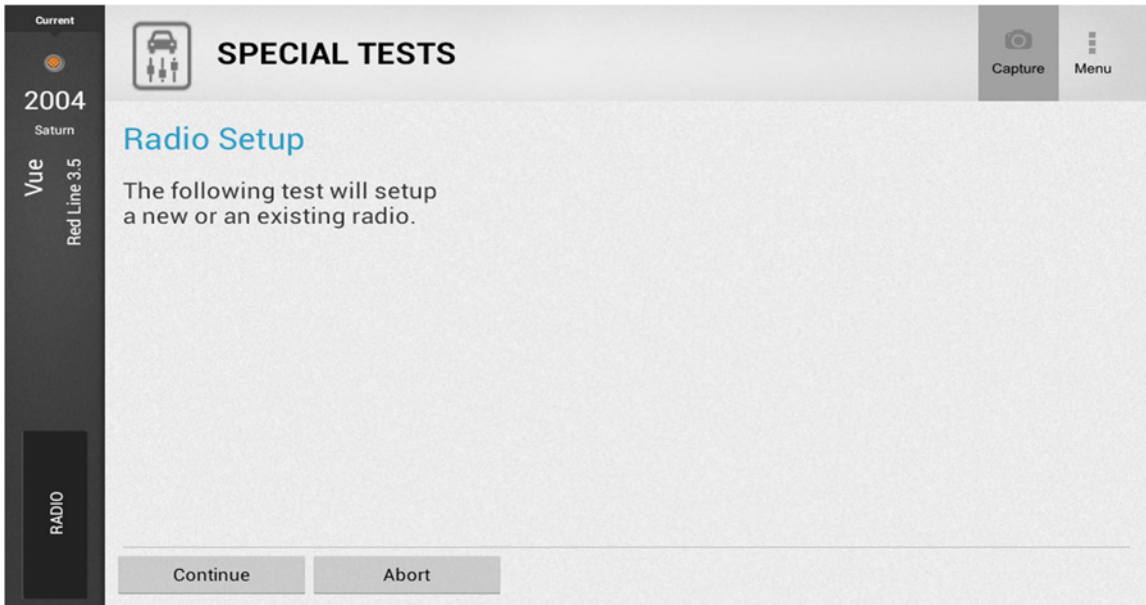 Current
2004
Saturn
Vue
Red Line 3.5
RADIO
SPECIAL TESTS
Capture
Menu
Radio Setup
The following test will setup
a new or an existing radio.
Continue
Abort